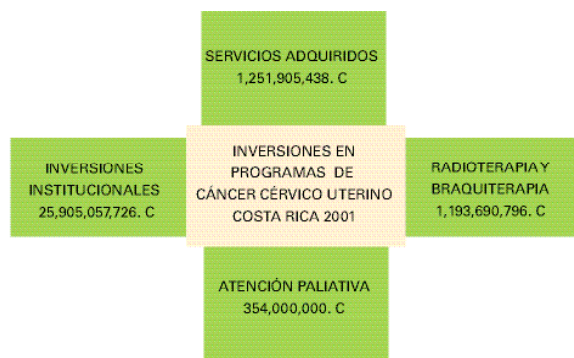 SERVICIOS ADQUIRIDOS
1,251,905,438. C
INVERSIONES
INSTITUCIONALES
25,905,057,726. C
INVERSIONES EN
PROGRAMAS DE
CÁNCER CÉRVICO UTERINO
COSTA RICA 2001
RADIOTERAPIA Y
BRAQUITERAPIA
1,193,690,796. C
ATENCIÓN PALIATIVA
354,000,000. C